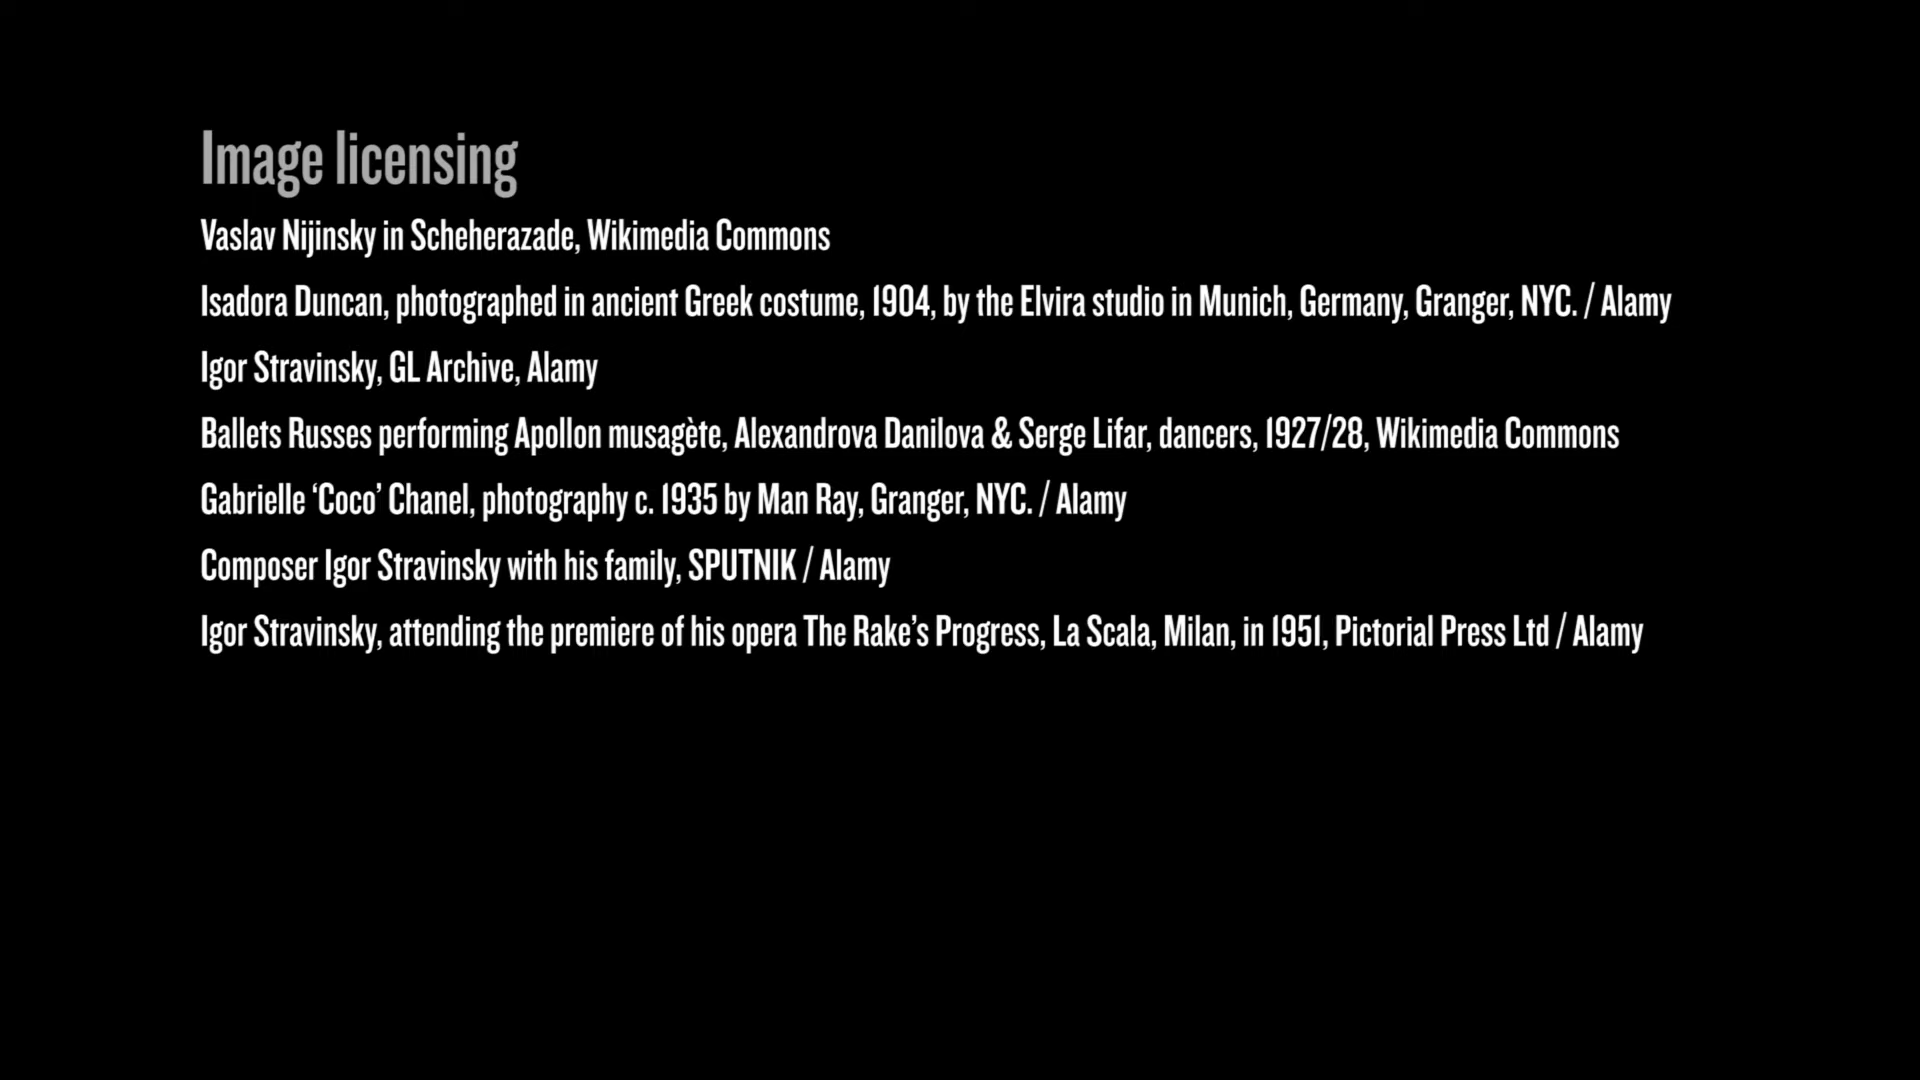 Image licensing
Vaslav Nijinsky in Scheherazade, Wikimedia Commons
Isadora Duncan, photographed in ancient Greek costume, 1904, by the Elvira studio in Munich, Germany, Granger, NYC. / Alamy
Igor Stravinsky, GL Archive, Alamy
Ballets Russes performing Apollon musagète, Alexandrova Danilova & Serge Lifar, dancers, 1927/28, Wikimedia Commons
Gabrielle ‘Coco’ Chanel, photography c. 1935 by Man Ray, Granger, NYC. / Alamy
Composer Igor Stravinsky with his family, SPUTNIK / Alamy
Igor Stravinsky, attending the premiere of his opera The Rake’s Progress, La Scala, Milan, in 1951, Pictorial Press Ltd / Alamy